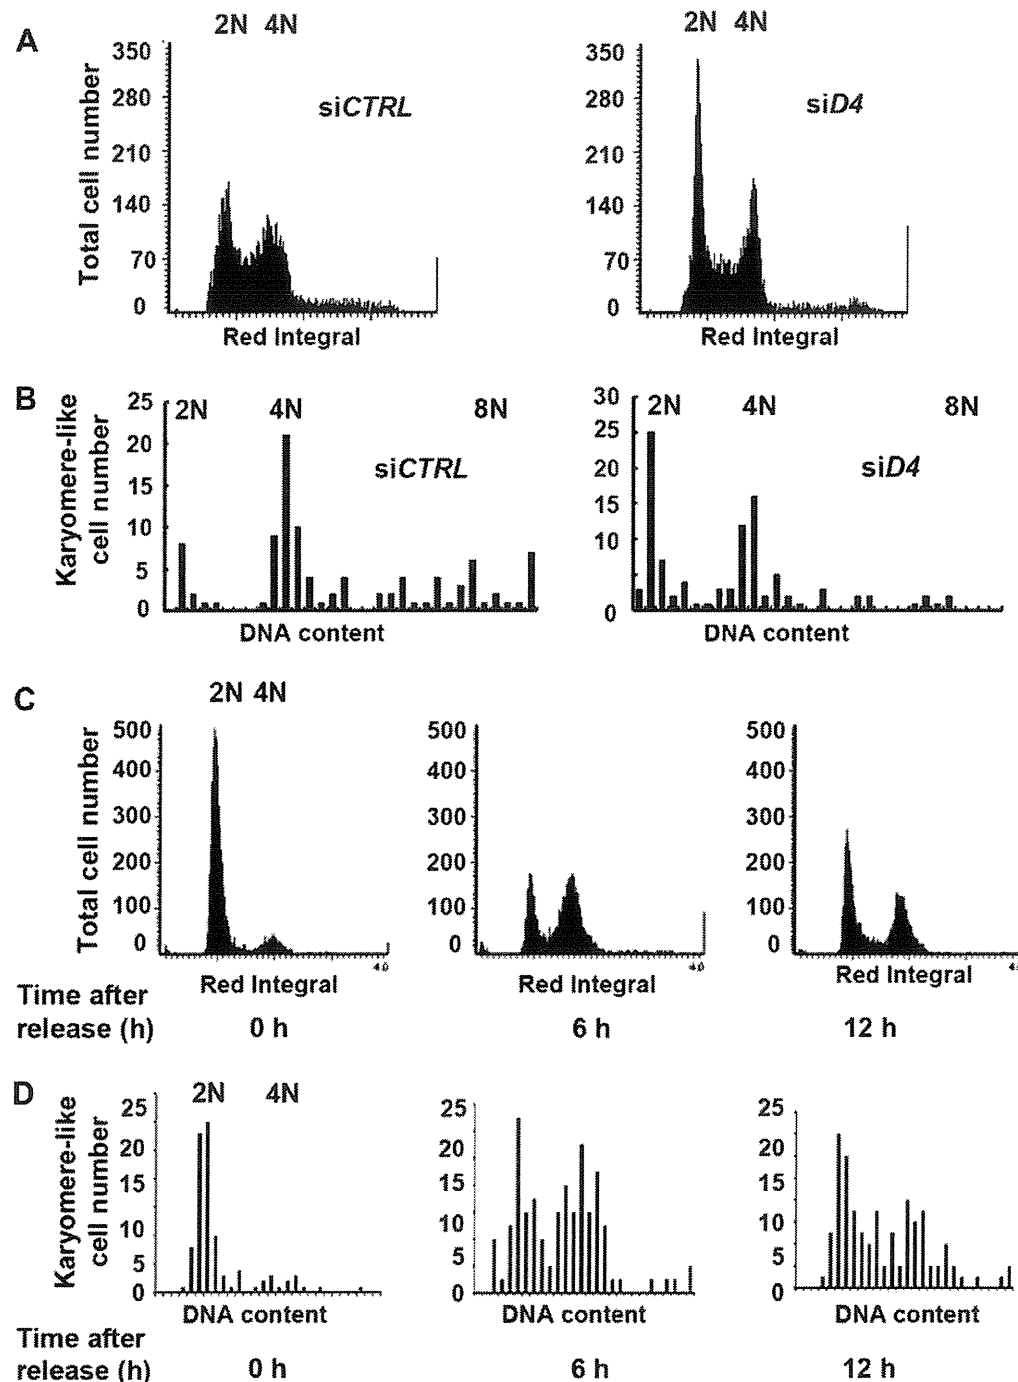 A
2N 4N
2N 4N
Total cell number
350
280
210
140
70
0
siCTRL
Red Integral
350
280
210
140
70
0
siD4
Red Integral
B
Karyomere-like
cell number
25
20
15
10
5
0
2N 4N 8N
siCTRL
DNA content
30
25
20
15
10
0
2N 4N 8N
siD4
DNA content
C
2N 4N
Total cell number
500
400
300
200
100
0
Red Integral
500
400
300
200
100
0
Red Integral
500
400
300
200
100
0
Red Integral
Time after
release (h)
0 h
6 h
12 h
D
2N 4N
Karyomere-like
cell number
25
20
15
10
5
0
DNA content
25
20
15
10
5
0
DNA content
25
20
15
10
5
0
DNA content
Time after
release (h)
0 h
6 h
12 h